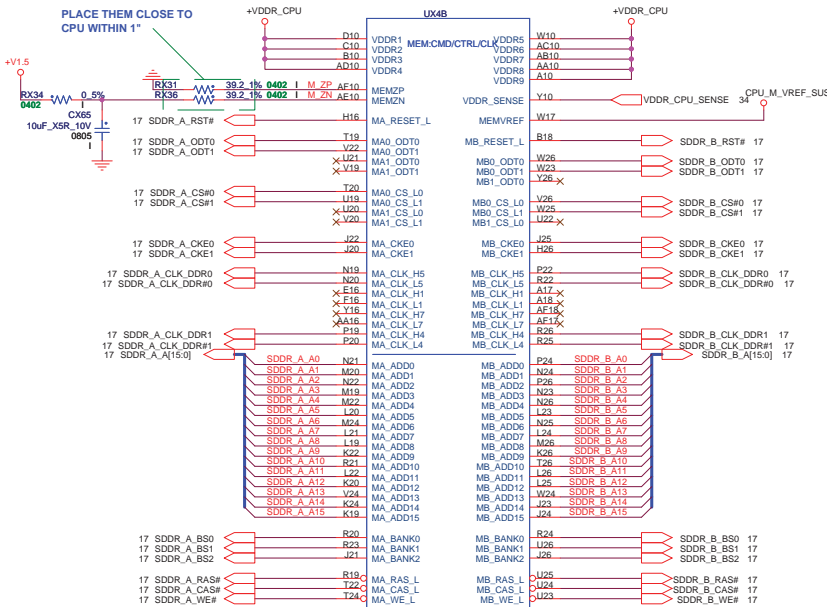 PLACE THEM CLOSE TO
CPU WITHIN 1"
+VDDR_CPU
UX4B
+VDDR_CPU
MEM:CMD/CTRL/CLK
D10 VDDR1 VDDR5 W10
C10 VDDR2 VDDR6 AC10
B10 VDDR3 VDDR7 AB10
AD10 VDDR4 VDDR8 AA10
VDDR9 A10
+V1.5
RX31 39.2_1% 0402 I M_ZP AF10 MEMZP
RX36 39.2_1% 0402 I M_ZN AE10 MEMZN
RX34 0_5%
0402
CX65
10uF_X5R_10V
0805
I
VDDR_SENSE Y10 VDDR_CPU_SENSE 34 CPU_M_VREF_SUS
MEMVREF W17
17 SDDR_A_RST# H16 MA_RESET_L
MB_RESET_L B18 SDDR_B_RST# 17
17 SDDR_A_ODT0 T19 MA0_ODT0
17 SDDR_A_ODT1 V22 MA0_ODT1
U21 MA1_ODT0 MB0_ODT0 W26 SDDR_B_ODT0 17
V19 MA1_ODT1 MB0_ODT1 W23 SDDR_B_ODT1 17
MB1_ODT0 Y26
17 SDDR_A_CS#0 T20 MA0_CS_L0
17 SDDR_A_CS#1 U19 MA0_CS_L1 MB0_CS_L0 V26 SDDR_B_CS#0 17
U20 MA1_CS_L0 MB0_CS_L1 W25 SDDR_B_CS#1 17
V20 MA1_CS_L1 MB1_CS_L0 U22
17 SDDR_A_CKE0 J22 MA_CKE0 MB_CKE0 J25 SDDR_B_CKE0 17
17 SDDR_A_CKE1 J20 MA_CKE1 MB_CKE1 H26 SDDR_B_CKE1 17
17 SDDR_A_CLK_DDR0 N19 MA_CLK_H5 MB_CLK_H5 P22 SDDR_B_CLK_DDR0 17
17 SDDR_A_CLK_DDR#0 N20 MA_CLK_L5 MB_CLK_L5 R22 SDDR_B_CLK_DDR#0 17
E16 MA_CLK_H1 MB_CLK_H1 A17
F16 MA_CLK_L1 MB_CLK_L1 A18
Y16 MA_CLK_H7 MB_CLK_H7 AF18
AA16 MA_CLK_L7 MB_CLK_L7 AF17
17 SDDR_A_CLK_DDR1 P19 MA_CLK_H4 MB_CLK_H4 R26 SDDR_B_CLK_DDR1 17
17 SDDR_A_CLK_DDR#1 P20 MA_CLK_L4 MB_CLK_L4 R25 SDDR_B_CLK_DDR#1 17
17 SDDR_A_A[15:0] SDDR_B_A[15:0] 17
SDDR_A_A0 N21 MA_ADD0 MB_ADD0 P24 SDDR_B_A0
SDDR_A_A1 M20 MA_ADD1 MB_ADD1 N24 SDDR_B_A1
SDDR_A_A2 N22 MA_ADD2 MB_ADD2 P26 SDDR_B_A2
SDDR_A_A3 M19 MA_ADD3 MB_ADD3 N23 SDDR_B_A3
SDDR_A_A4 M22 MA_ADD4 MB_ADD4 N26 SDDR_B_A4
SDDR_A_A5 L20 MA_ADD5 MB_ADD5 L23 SDDR_B_A5
SDDR_A_A6 M24 MA_ADD6 MB_ADD6 N25 SDDR_B_A6
SDDR_A_A7 L21 MA_ADD7 MB_ADD7 L24 SDDR_B_A7
SDDR_A_A8 L19 MA_ADD8 MB_ADD8 M26 SDDR_B_A8
SDDR_A_A9 K22 MA_ADD9 MB_ADD9 K26 SDDR_B_A9
SDDR_A_A10 R21 MA_ADD10 MB_ADD10 T26 SDDR_B_A10
SDDR_A_A11 L22 MA_ADD11 MB_ADD11 L26 SDDR_B_A11
SDDR_A_A12 K20 MA_ADD12 MB_ADD12 L25 SDDR_B_A12
SDDR_A_A13 V24 MA_ADD13 MB_ADD13 W24 SDDR_B_A13
SDDR_A_A14 K24 MA_ADD14 MB_ADD14 J23 SDDR_B_A14
SDDR_A_A15 K19 MA_ADD15 MB_ADD15 J24 SDDR_B_A15
17 SDDR_A_BS0 R20 MA_BANK0 MB_BANK0 R24 SDDR_B_BS0 17
17 SDDR_A_BS1 R23 MA_BANK1 MB_BANK1 U26 SDDR_B_BS1 17
17 SDDR_A_BS2 J21 MA_BANK2 MB_BANK2 J26 SDDR_B_BS2 17
17 SDDR_A_RAS# R19 MA_RAS_L MB_RAS_L U25 SDDR_B_RAS# 17
17 SDDR_A_CAS# T22 MA_CAS_L MB_CAS_L U24 SDDR_B_CAS# 17
17 SDDR_A_WE# T24 MA_WE_L MB_WE_L U23 SDDR_B_WE# 17